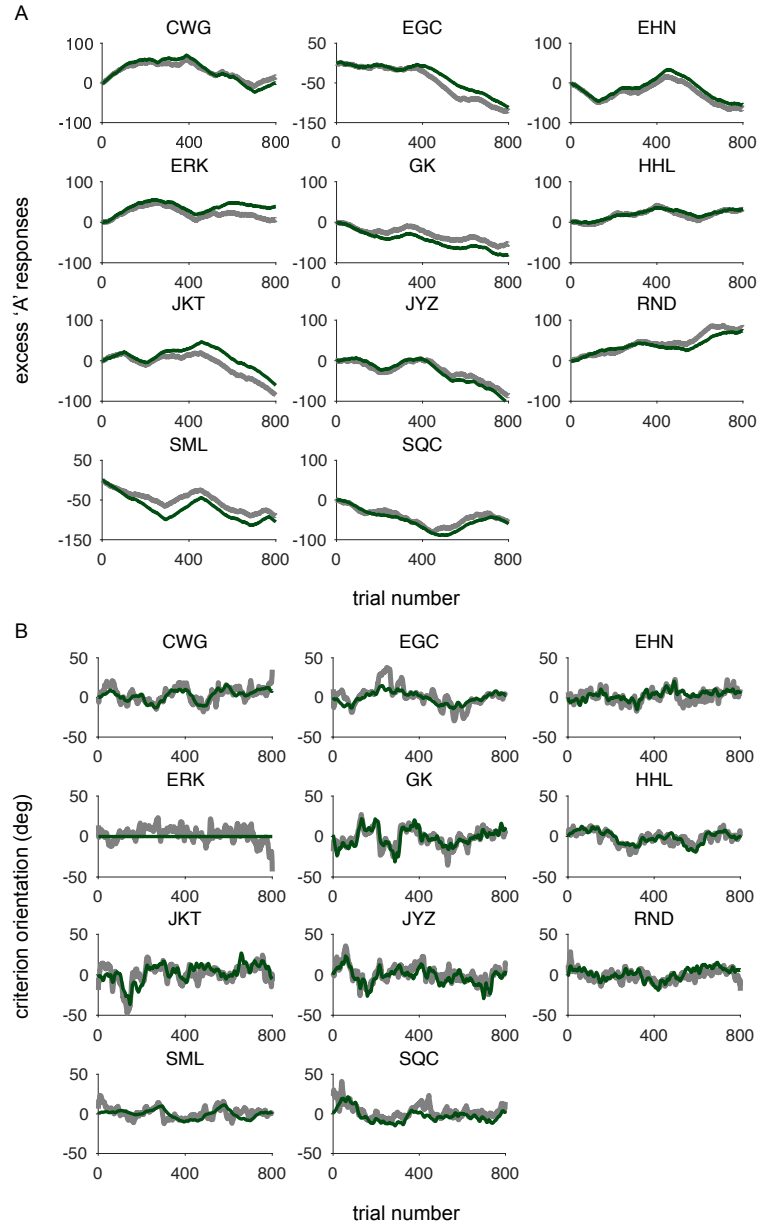 A
CWG EGC EHN
100 50 100
0 -50 0
-100 -150 -100
0 400 800 0 400 800 0 400 800
ERK GK HHL
100 100 100
0 0 0
-100 -100 -100
0 400 800 0 400 800 0 400 800
JKT JYZ RND
100 100 100
0 0 0
-100 -100 -100
0 400 800 0 400 800 0 400 800
SML SQC
50 100
-50 0
-150 -100
0 400 800 0 400 800
excess ‘A’ responses
trial number
B
CWG EGC EHN
50 50 50
0 0 0
-50 -50 -50
0 400 800 0 400 800 0 400 800
ERK GK HHL
50 50 50
0 0 0
-50 -50 -50
0 400 800 0 400 800 0 400 800
JKT JYZ RND
50 50 50
0 0 0
-50 -50 -50
0 400 800 0 400 800 0 400 800
SML SQC
50 50
0 0
-50 -50
0 400 800 0 400 800
criterion orientation (deg)
trial number